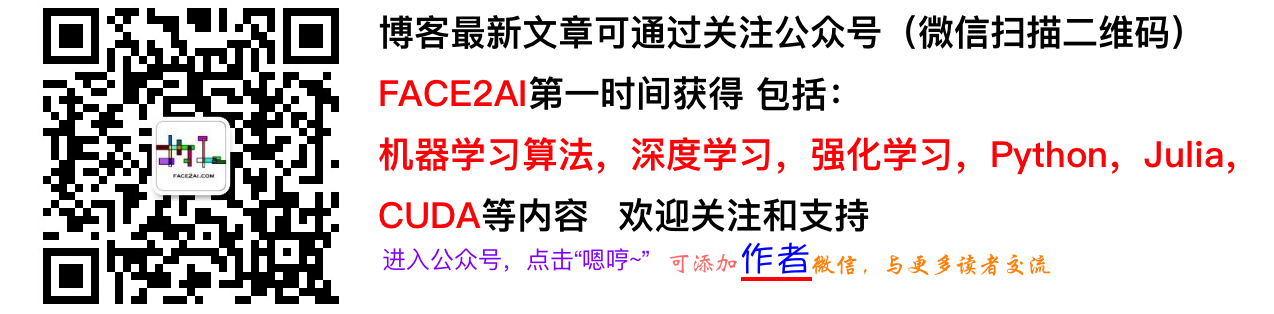 博客最新文章可通过关注公众号（微信扫描二维码）
FACE2AI第一时间获得 包括：
机器学习算法，深度学习，强化学习，Python，Julia，
CUDA等内容 欢迎关注和支持
进入公众号，点击“嗯哼~” 可添加作者微信，与更多读者交流
FACE2AI.COM